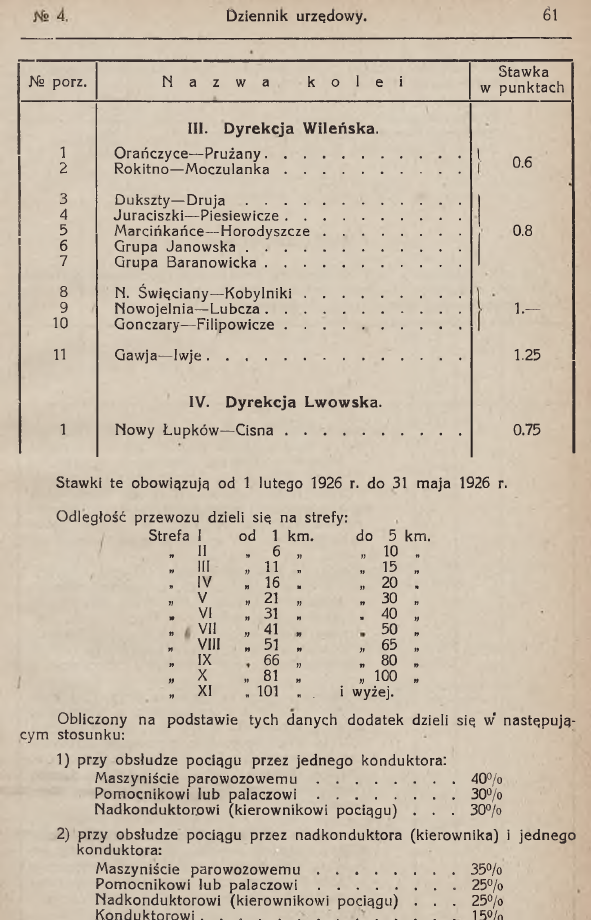 № 4. Dziennik urzędowy. 61
№ porz. Nazwa kolei Stawka w punktach
III. Dyrekcja Wileńska.
1 Orańczyce—Prużany. . . . . . . . . . .
2 Rokitno—Moczulanka . . . . . . . . . .
0.6
3 Dukszty—Druja . . . . . . . . . . .
4 Juraciszki—Piesiewicze . . . . . . . . . .
5 Marcińkańce—Horodyszcze . . . . . . . .
0.8
6 Grupa Janowska . . . . . . . . . . . .
7 Grupa Baranowicka . . . . . . . . . . .
8 N. Święciany—Kobylniki . . . . . . . . .
9 Nowojelnia—Lubcza . . . . . . . . . . .
1.—
10 Gonczary—Filipowicze . . . . . . . . . .
11 Gawja—Iwje . . . . . . . . . . . . . . 1.25
IV. Dyrekcja Lwowska.
1 Nowy Łupków—Cisna . . . . . . . . . . 0.75
Stawki te obowiązują od 1 lutego 1926 r. do 31 maja 1926 r.
Odległość przewozu dzieli się na strefy:
Strefa I od 1 km. do 5 km.
„ II „ 6 „ „ 10 „
„ III „ 11 „ „ 15 „
„ IV „ 16 „ „ 20 „
„ V „ 21 „ „ 30 „
„ VI „ 31 „ „ 40 „
„ VII „ 41 „ „ 50 „
„ VIII „ 51 „ „ 65 „
„ IX „ 66 „ „ 80 „
„ X „ 81 „ „ 100 „
„ XI „ 101 „ i wyżej.
Obliczony na podstawie tych danych dodatek dzieli się w następują-
cym stosunku:
1) przy obsłudze pociągu przez jednego konduktora:
Maszyniście parowozowemu . . . . . . . . 40%
Pomocnikowi lub palaczowi . . . . . . . . 30%
Nadkonduktorowi (kierownikowi pociągu) . . . 30%
2) przy obsłudze pociągu przez nadkonduktora (kierownika) i jednego
konduktora:
Maszyniście parowozowemu . . . . . . . . 35%
Pomocnikowi lub palaczowi . . . . . . . . 25%
Nadkonduktorowi (kierownikowi pociągu) . . . 25%
Konduktorowi . . . . . . . . . . . . . . 15%